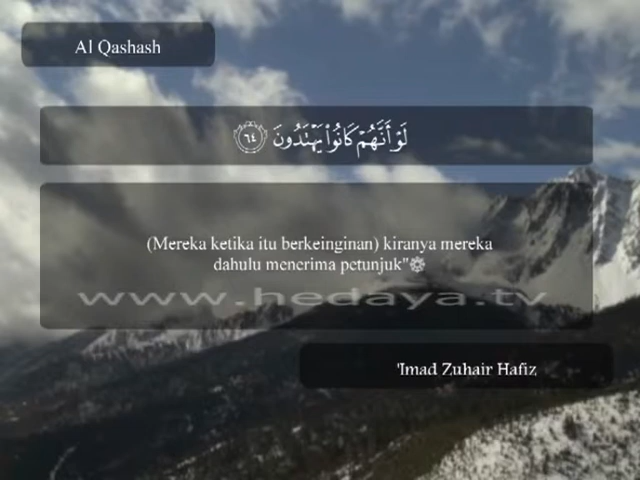 Al Qashash
لَوْ أَنَّهُمْ كَانُوا۟ يَهْتَدُونَ ٦٤
(Mereka ketika itu berkeinginan) kiranya mereka
dahulu menerima petunjuk"
www.hedaya.tv
'Imad Zuhair Hafiz